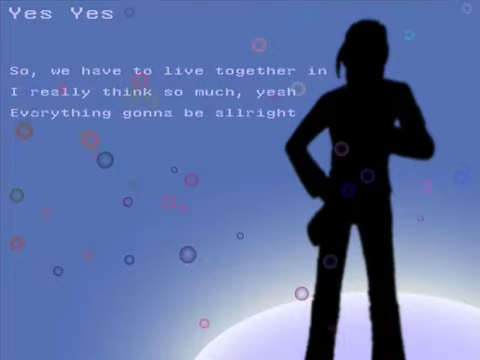 Yes Yes
So, we have to live together in
I really think so much, yeah
Everything gonna be allright